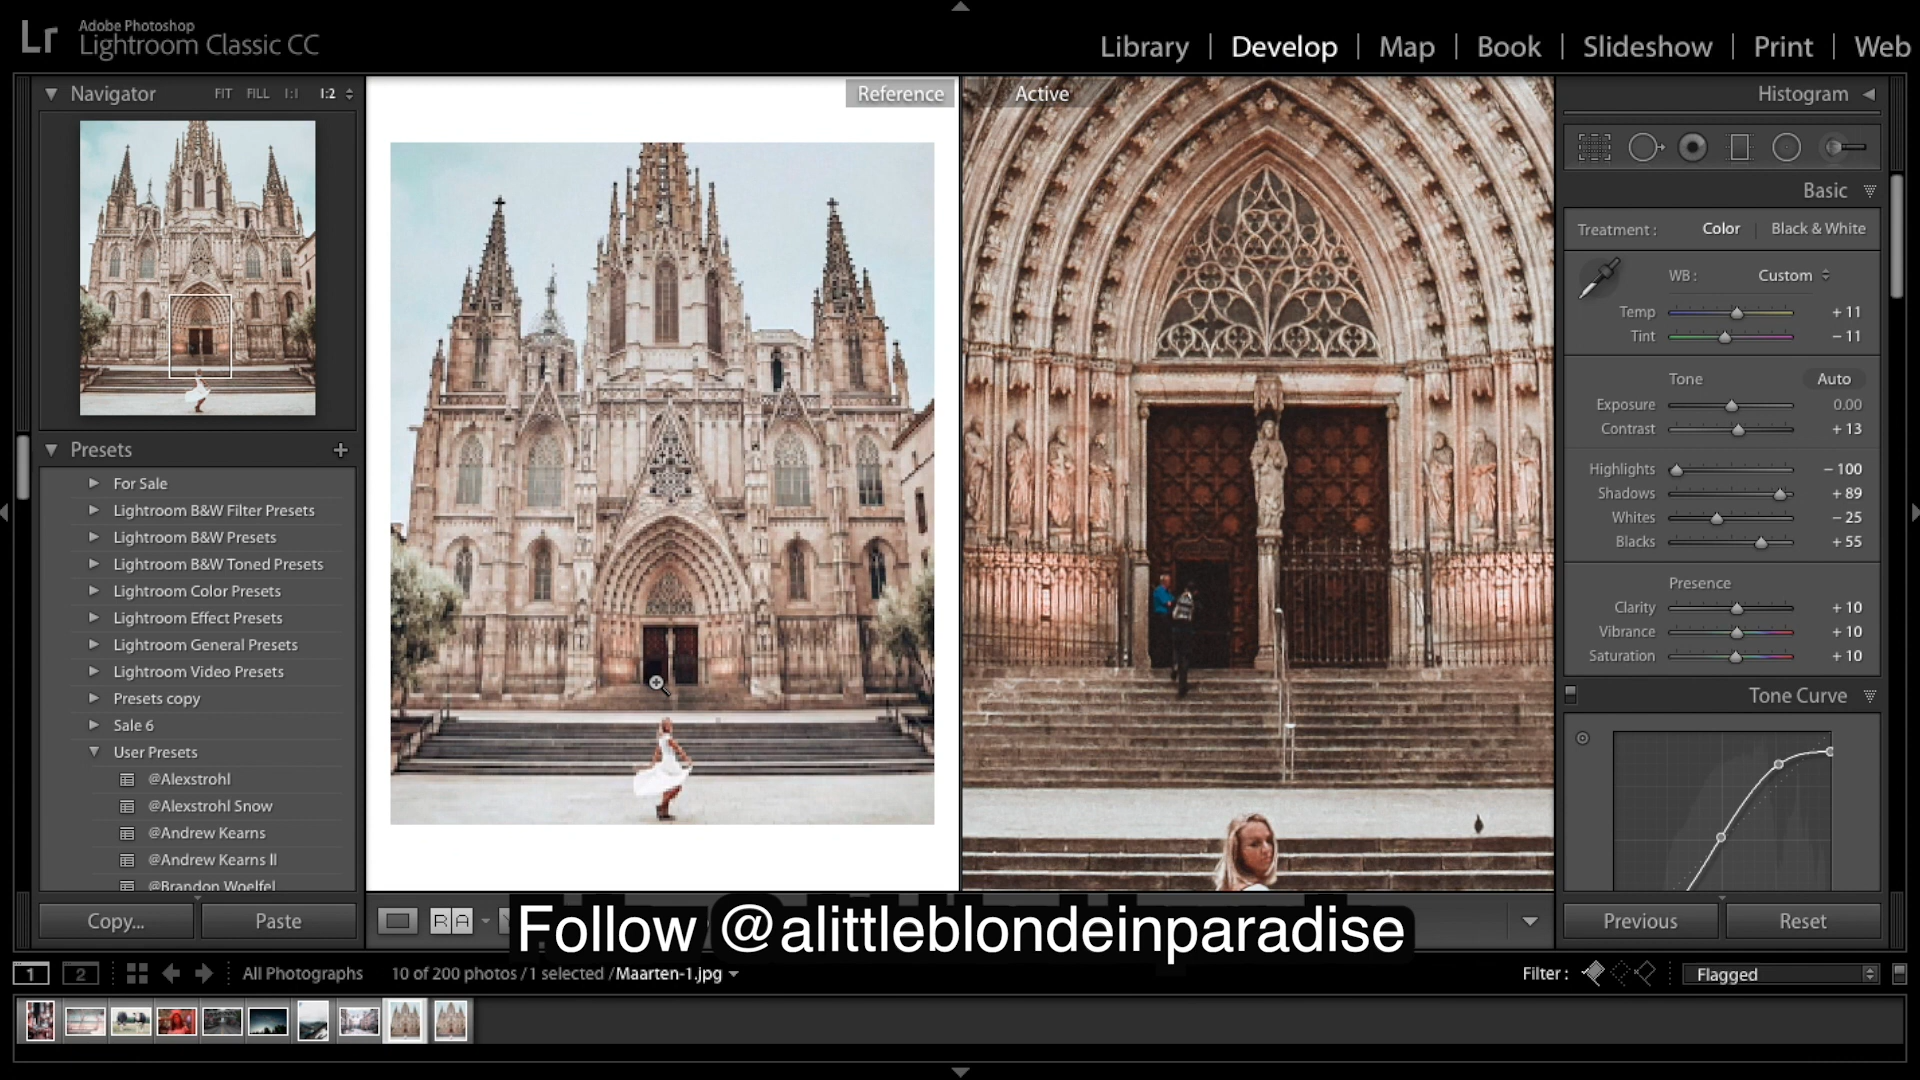 Lr Adobe Photoshop
Lightroom Classic CC
Library | Develop | Map | Book | Slideshow | Print | Web
Navigator FIT FILL 1:1 1:2
Reference
Active
Histogram
Basic
Treatment : Color Black & White
WB : Custom
Temp + 11
Tint − 11
Tone Auto
Exposure 0.00
Contrast + 13
Highlights − 100
Shadows + 89
Whites − 25
Blacks + 55
Presence
Clarity + 10
Vibrance + 10
Saturation + 10
Tone Curve
Presets +
For Sale
Lightroom B&W Filter Presets
Lightroom B&W Presets
Lightroom B&W Toned Presets
Lightroom Color Presets
Lightroom Effect Presets
Lightroom General Presets
Lightroom Video Presets
Presets copy
Sale 6
User Presets
@Alexstrohl
@Alexstrohl Snow
@Andrew Kearns
@Andrew Kearns II
@Brandon Woelfel
Copy... Paste
R A
Follow @alittleblondeinparadise
Previous Reset
1 2 All Photographs 10 of 200 photos / 1 selected / Maarten-1.jpg
Filter : Flagged